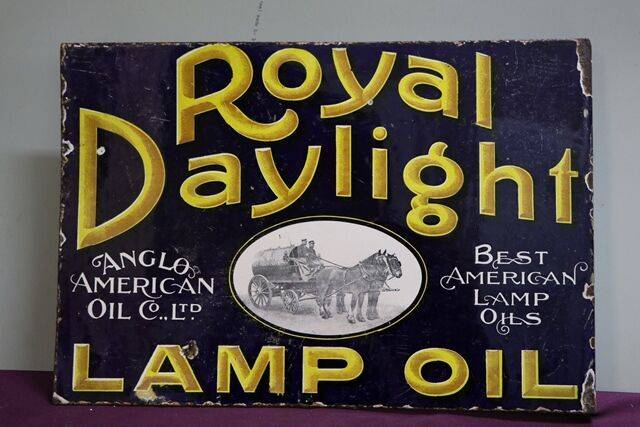 Royal
Daylight
ANGLO
AMERICAN
OIL CO., LTD
BEST
AMERICAN
LAMP
OILS
LAMP OIL